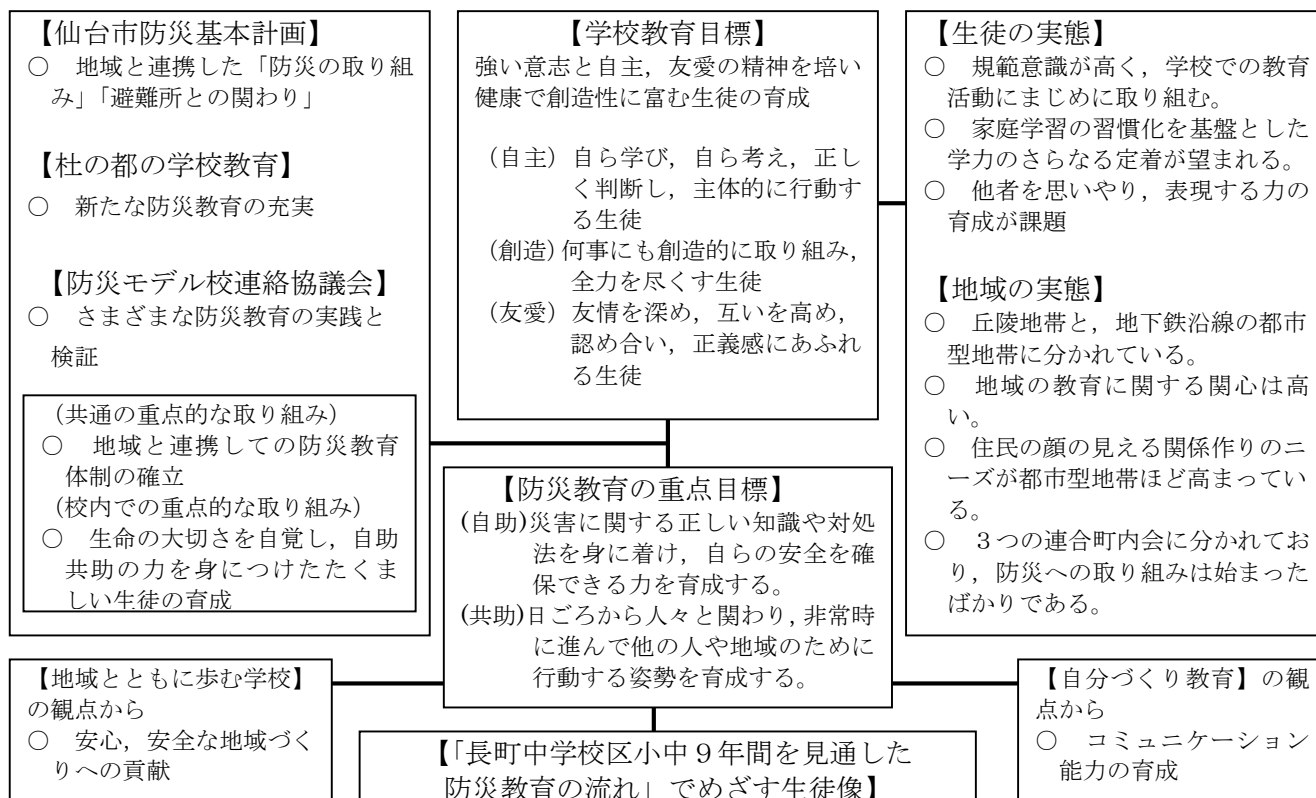 【仙台市防災基本計画】
○　地域と連携した「防災の取り組
み」「避難所との関わり」
【杜の都の学校教育】
○　新たな防災教育の充実
【防災モデル校連絡協議会】
○　さまざまな防災教育の実践と
検証
(共通の重点的な取り組み)
○　地域と連携しての防災教育
体制の確立
(校内での重点的な取り組み)
○　生命の大切さを自覚し，自助
共助の力を身につけたたくま
しい生徒の育成
【学校教育目標】
強い意志と自主，友愛の精神を培い
健康で創造性に富む生徒の育成
(自主) 自ら学び，自ら考え，正し
く判断し，主体的に行動す
る生徒
(創造) 何事にも創造的に取り組み，
全力を尽くす生徒
(友愛) 友情を深め，互いを高め，
認め合い，正義感にあふれ
る生徒
【生徒の実態】
○　規範意識が高く，学校での教育
活動にまじめに取り組む。
○　家庭学習の習慣化を基盤とした
学力のさらなる定着が望まれる。
○　他者を思いやり，表現する力の
育成が課題
【地域の実態】
○　丘陵地帯と，地下鉄沿線の都市
型地帯に分かれている。
○　地域の教育に関する関心は高
い。
○　住民の顔の見える関係作りのニ
ーズが都市型地帯ほど高まってい
る。
○　３つの連合町内会に分かれてお
り，防災への取り組みは始まった
ばかりである。
【防災教育の重点目標】
(自助)災害に関する正しい知識や対処
法を身に着け，自らの安全を確
保できる力を育成する。
(共助)日ごろから人々と関わり，非常時
に進んで他の人や地域のために
行動する姿勢を育成する。
【地域とともに歩む学校】
の観点から
○　安心，安全な地域づく
りへの貢献
【「長町中学校区小中９年間を見通した
防災教育の流れ」でめざす生徒像】
【自分づくり教育】の観
点から
○　コミュニケーション
能力の育成